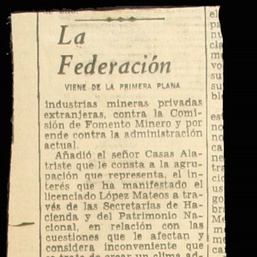 La
Federación
VIENE DE LA PRIMERA PLANA
industrias mineras privadas
extranjeras, contra la Comi-
sión de Fomento Minero y por
ende contra la administración
actual.
Añadió el señor Casas Ala-
triste que le consta a la agru-
pación que representa, el in-
terés que ha manifestado el
licenciado López Mateos a tra-
vés de las Secretarías de Ha-
cienda y del Patrimonio Na-
cional, en relación con las
cuestiones que le afectan y
considera inconveniente que